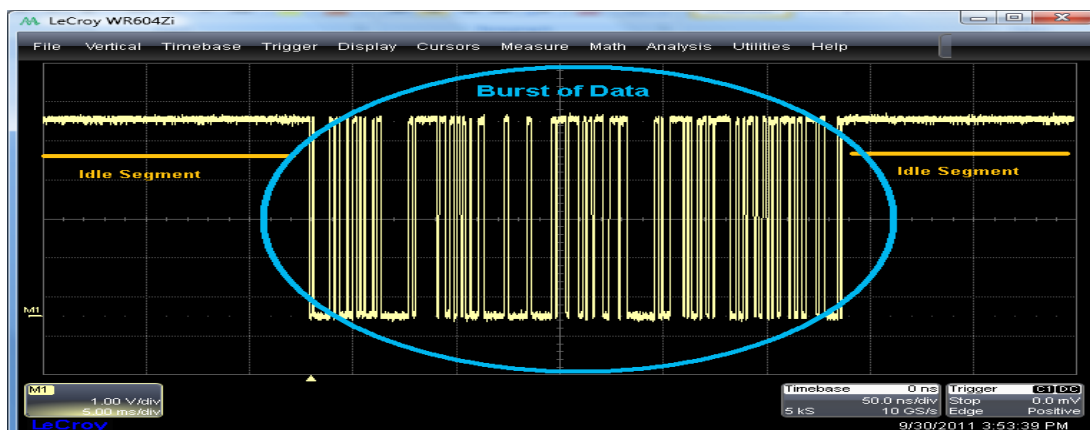 LeCroy WR604Zi
File Vertical Timebase Trigger Display Cursors Measure Math Analysis Utilities Help
Burst of Data
Idle Segment
Idle Segment
M1
M1
1.00 V/div
5.00 ms/div
Timebase 0 ns
50.0 ns/div
5 kS 10 GS/s
Trigger C1 DC
Stop 0.0 mV
Edge Positive
LeCroy
9/30/2011 3:53:39 PM